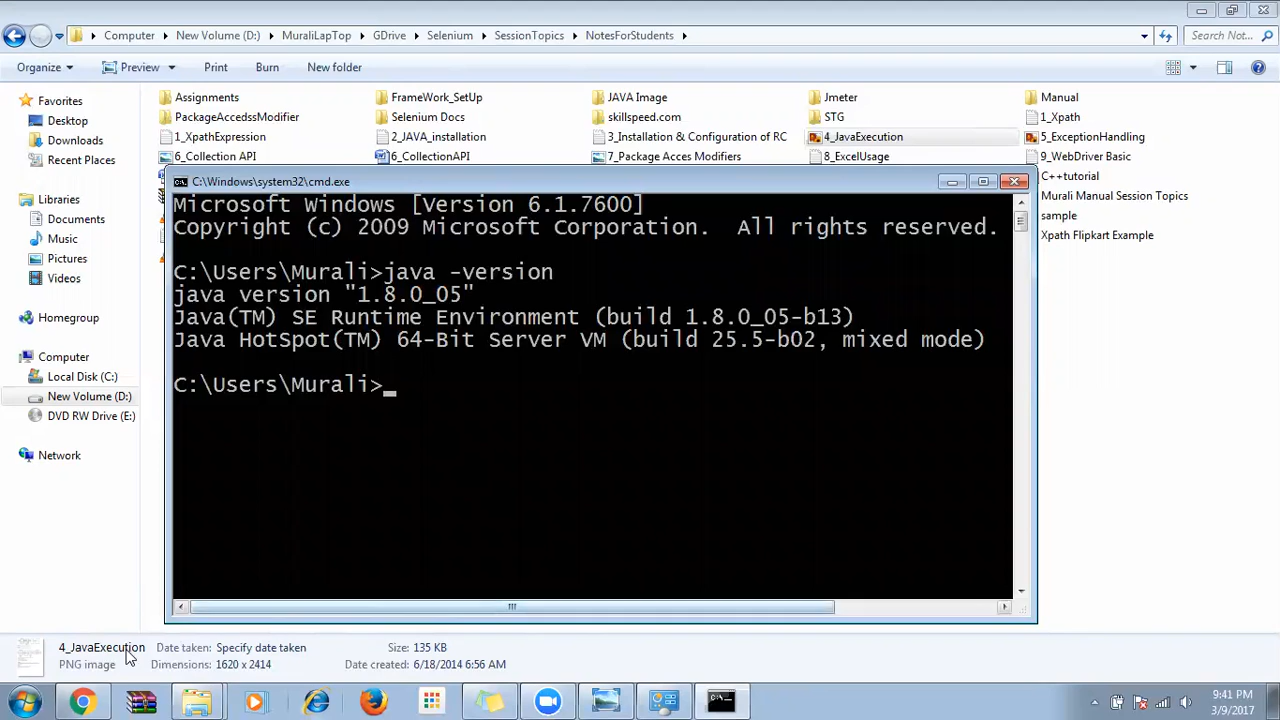 Computer
New Volume (D:)
MuraliLapTop
GDrive
Selenium
SessionTopics
NotesForStudents
Search Not...
Organize
Preview
Print
Burn
New folder
Favorites
Desktop
Downloads
Recent Places
Libraries
Documents
Music
Pictures
Videos
Homegroup
Computer
Local Disk (C:)
New Volume (D:)
DVD RW Drive (E:)
Network
Assignments
FrameWork_SetUp
JAVA Image
Jmeter
Manual
PackageAccedssModifier
Selenium Docs
skillspeed.com
STG
1_Xpath
1_XpathExpression
2_JAVA_installation
3_Installation & Configuration of RC
4_JavaExecution
5_ExceptionHandling
6_Collection API
6_CollectionAPI
7_Package Acces Modifiers
8_ExcelUsage
9_WebDriver Basic
C++tutorial
Murali Manual Session Topics
sample
Xpath Flipkart Example
C:\Windows\system32\cmd.exe
Microsoft Windows [Version 6.1.7600]
Copyright (c) 2009 Microsoft Corporation.  All rights reserved.
C:\Users\Murali>java -version
java version "1.8.0_05"
Java(TM) SE Runtime Environment (build 1.8.0_05-b13)
Java HotSpot(TM) 64-Bit Server VM (build 25.5-b02, mixed mode)
C:\Users\Murali>_
4_JavaExecution
Date taken: Specify date taken
Size: 135 KB
PNG image
Dimensions: 1620 x 2414
Date created: 6/18/2014 6:56 AM
9:41 PM
3/9/2017